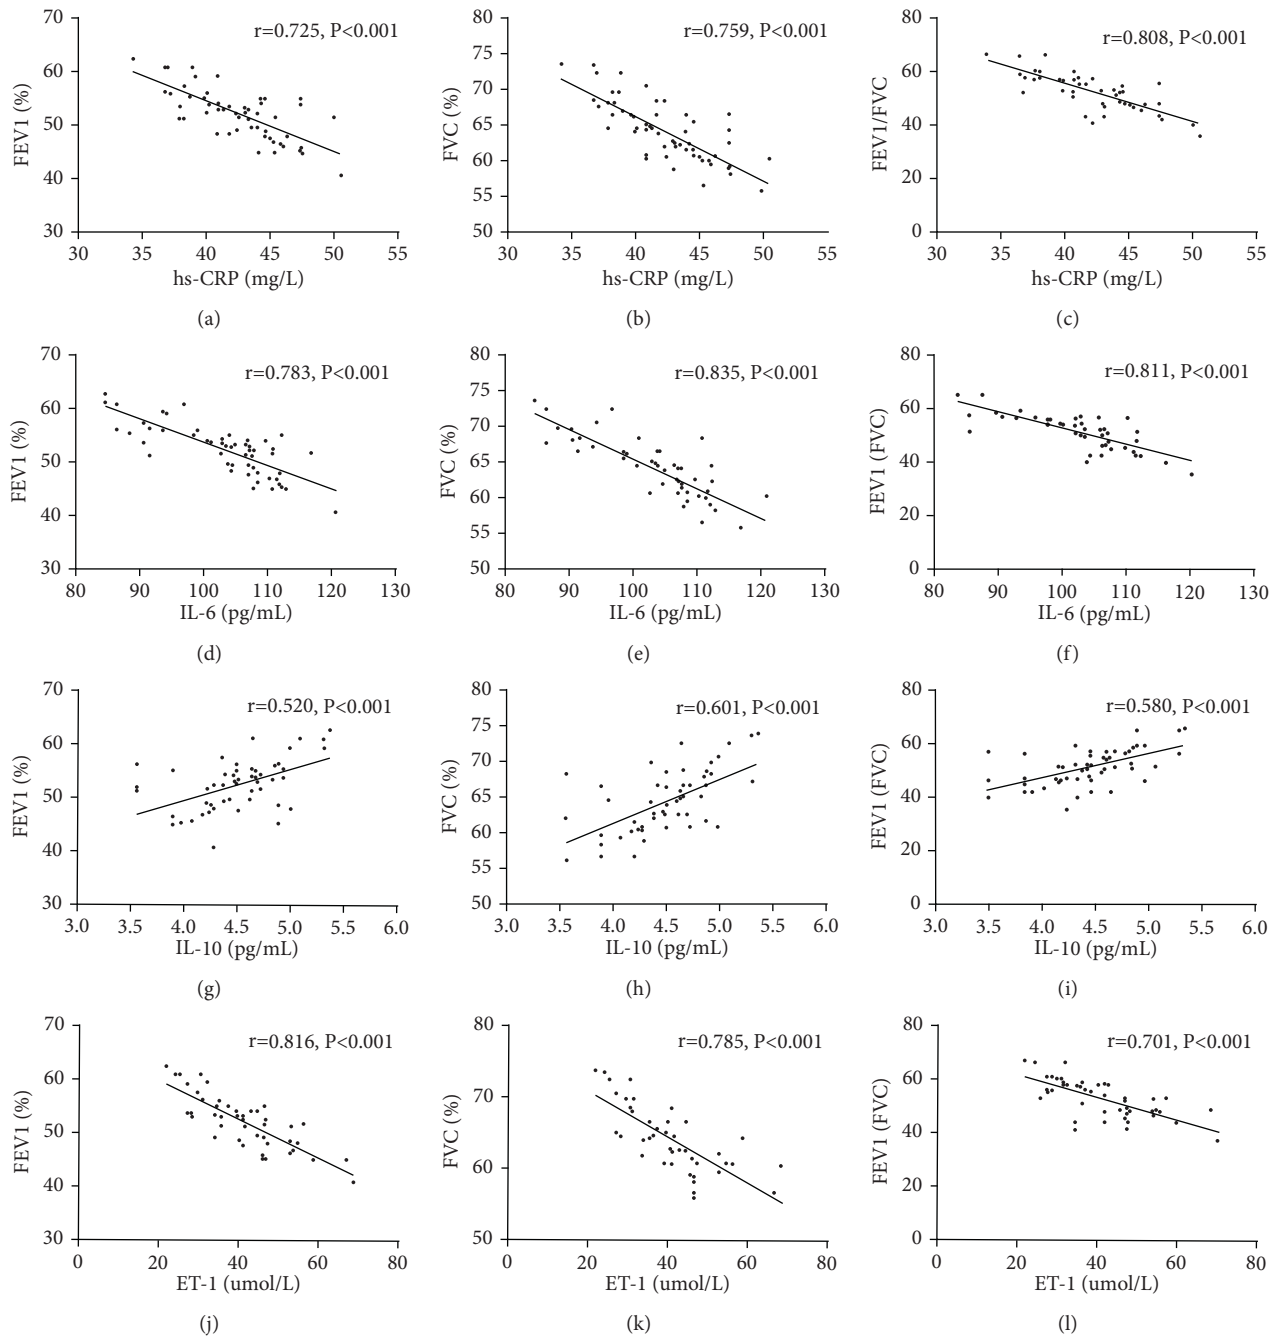 70
60
50
40
30
FEV1 (%)
r=0.725, P<0.001
30 35 40 45 50 55
hs-CRP (mg/L)
(a)
80
75
70
65
60
55
50
FVC (%)
r=0.759, P<0.001
30 35 40 45 50 55
hs-CRP (mg/L)
(b)
80
60
40
20
0
FEV1/FVC
r=0.808, P<0.001
30 35 40 45 50 55
hs-CRP (mg/L)
(c)
70
60
50
40
30
FEV1 (%)
r=0.783, P<0.001
80 90 100 110 120 130
IL-6 (pg/mL)
(d)
80
75
70
65
60
55
50
FVC (%)
r=0.835, P<0.001
80 90 100 110 120 130
IL-6 (pg/mL)
(e)
80
60
40
20
0
FEV1 (FVC)
r=0.811, P<0.001
80 90 100 110 120 130
IL-6 (pg/mL)
(f)
70
60
50
40
30
FEV1 (%)
r=0.520, P<0.001
3.0 3.5 4.0 4.5 5.0 5.5 6.0
IL-10 (pg/mL)
(g)
80
75
70
65
60
55
50
FVC (%)
r=0.601, P<0.001
3.0 3.5 4.0 4.5 5.0 5.5 6.0
IL-10 (pg/mL)
(h)
80
60
40
20
0
FEV1 (FVC)
r=0.580, P<0.001
3.0 3.5 4.0 4.5 5.0 5.5 6.0
IL-10 (pg/mL)
(i)
70
60
50
40
30
FEV1 (%)
r=0.816, P<0.001
0 20 40 60 80
ET-1 (umol/L)
(j)
80
70
60
50
FVC (%)
r=0.785, P<0.001
0 20 40 60 80
ET-1 (umol/L)
(k)
80
60
40
20
0
FEV1 (FVC)
r=0.701, P<0.001
0 20 40 60 80
ET-1 (umol/L)
(l)